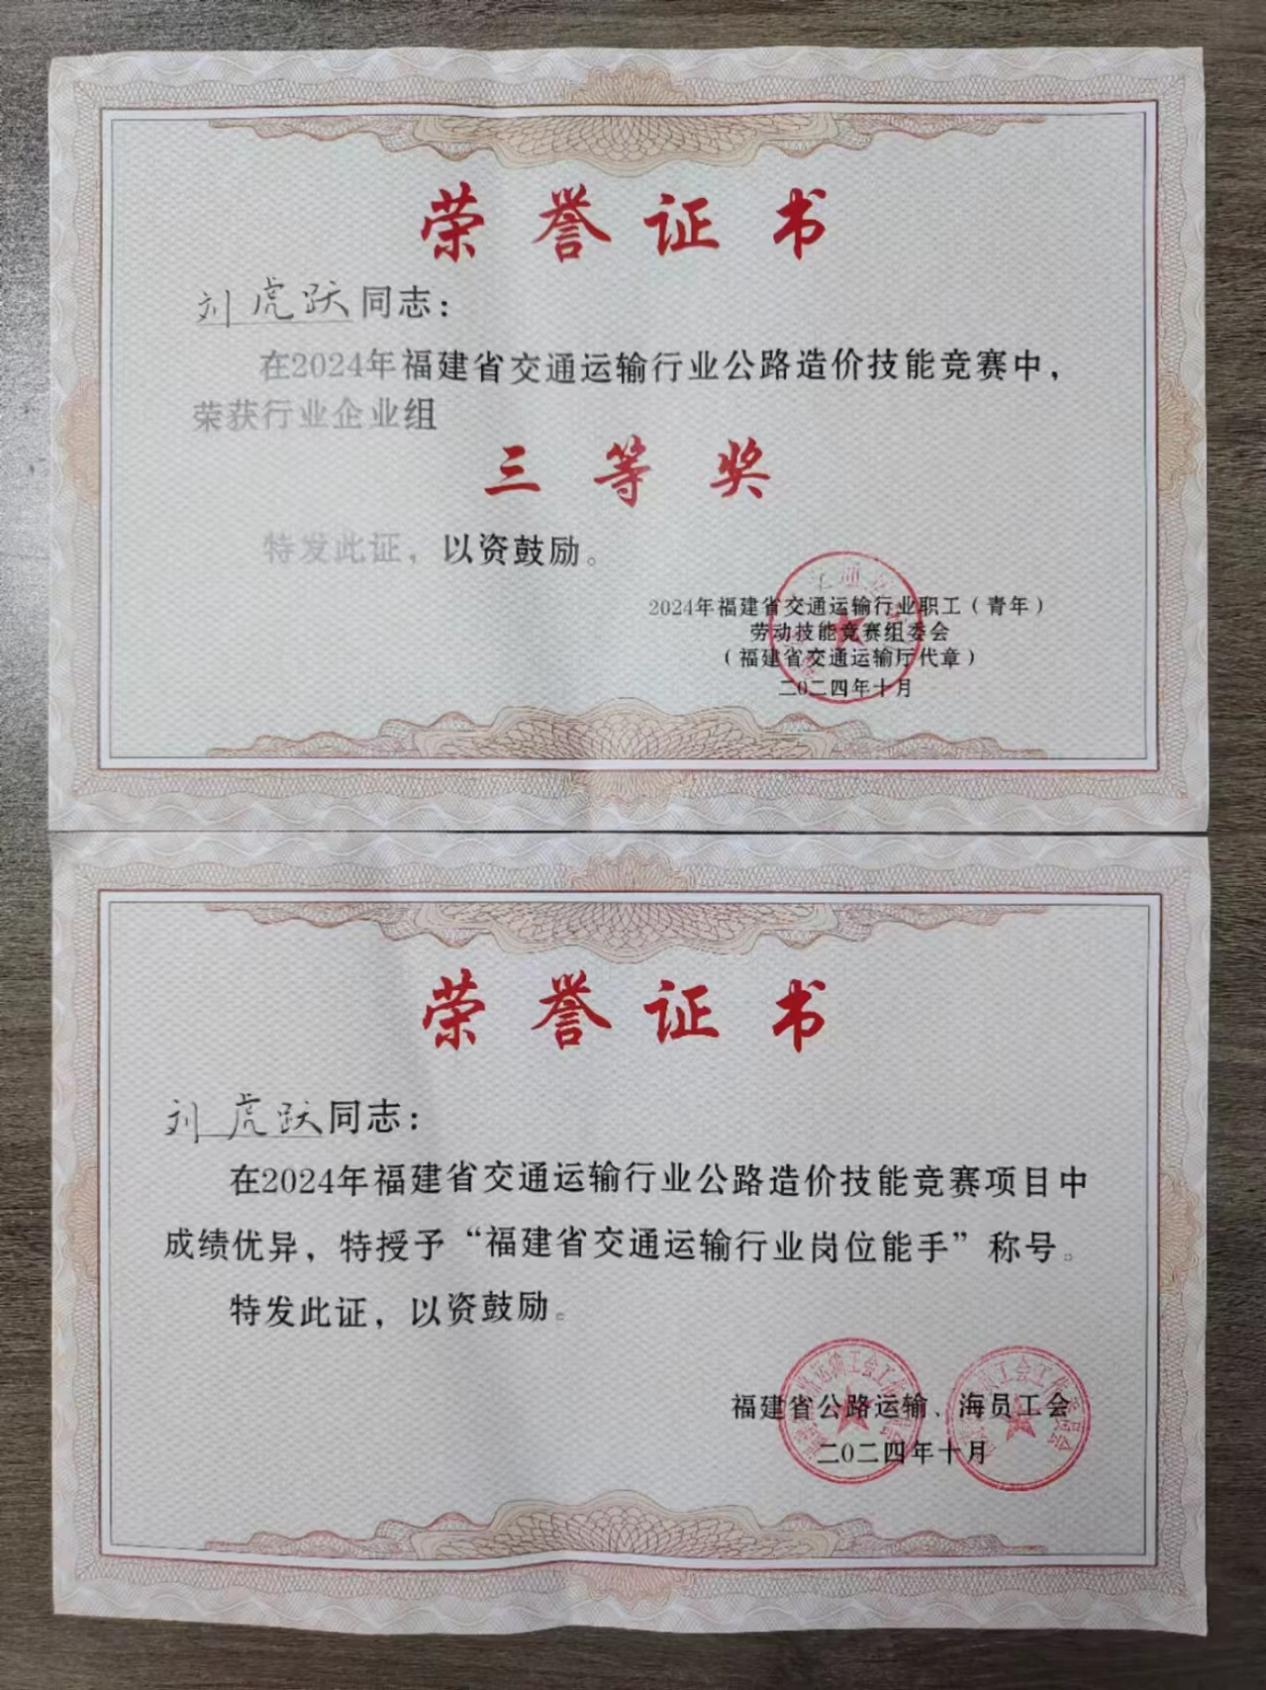 荣誉证书
刘虎跃同志：
在2024年福建省交通运输行业公路造价技能竞赛中，
荣获行业企业组
三等奖
特发此证，以资鼓励。
2024年福建省交通运输行业职工（青年）
劳动技能竞赛组委会
（福建省交通运输厅代章）
二〇二四年十月
荣誉证书
刘虎跃同志：
在2024年福建省交通运输行业公路造价技能竞赛项目中
成绩优异，特授予“福建省交通运输行业岗位能手”称号。
特发此证，以资鼓励。
福建省公路运输、海员工会
二〇二四年十月